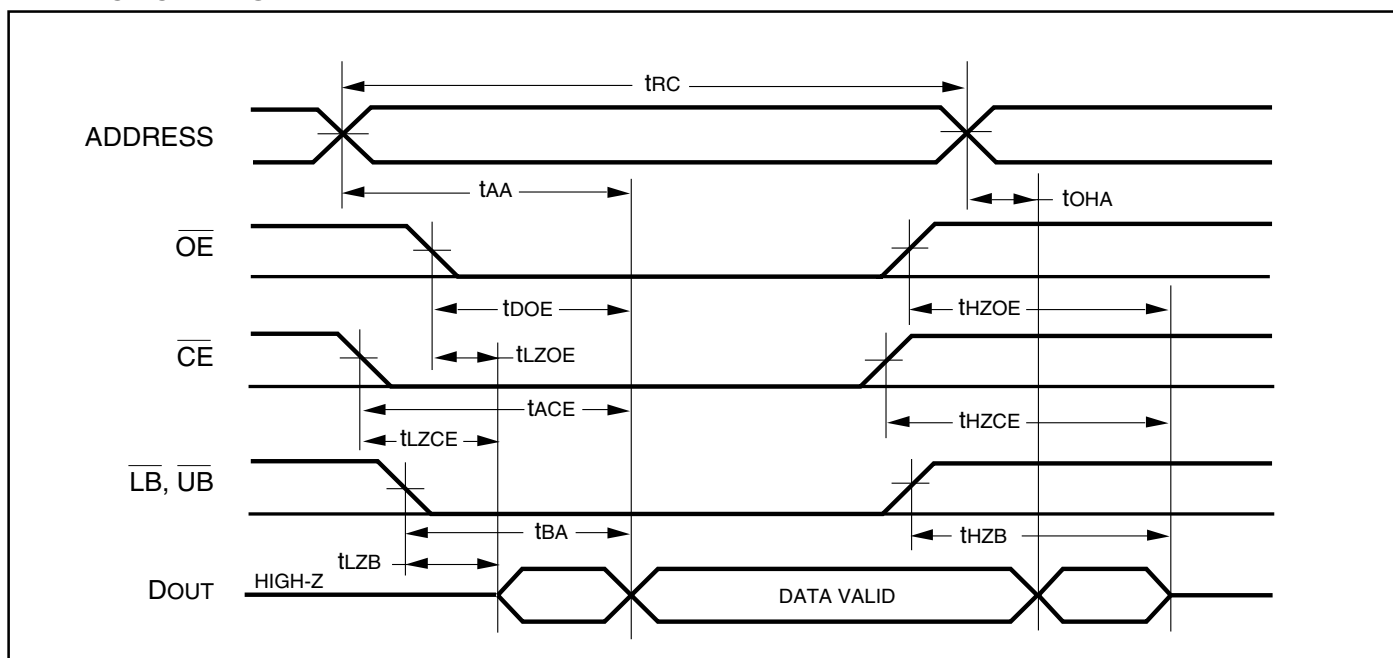 tRC
ADDRESS
tAA
tOHA
OE
tDOE
tHZOE
CE
tLZOE
tACE
tHZCE
tLZCE
LB, UB
tBA
tHZB
tLZB
DOUT
HIGH-Z
DATA VALID